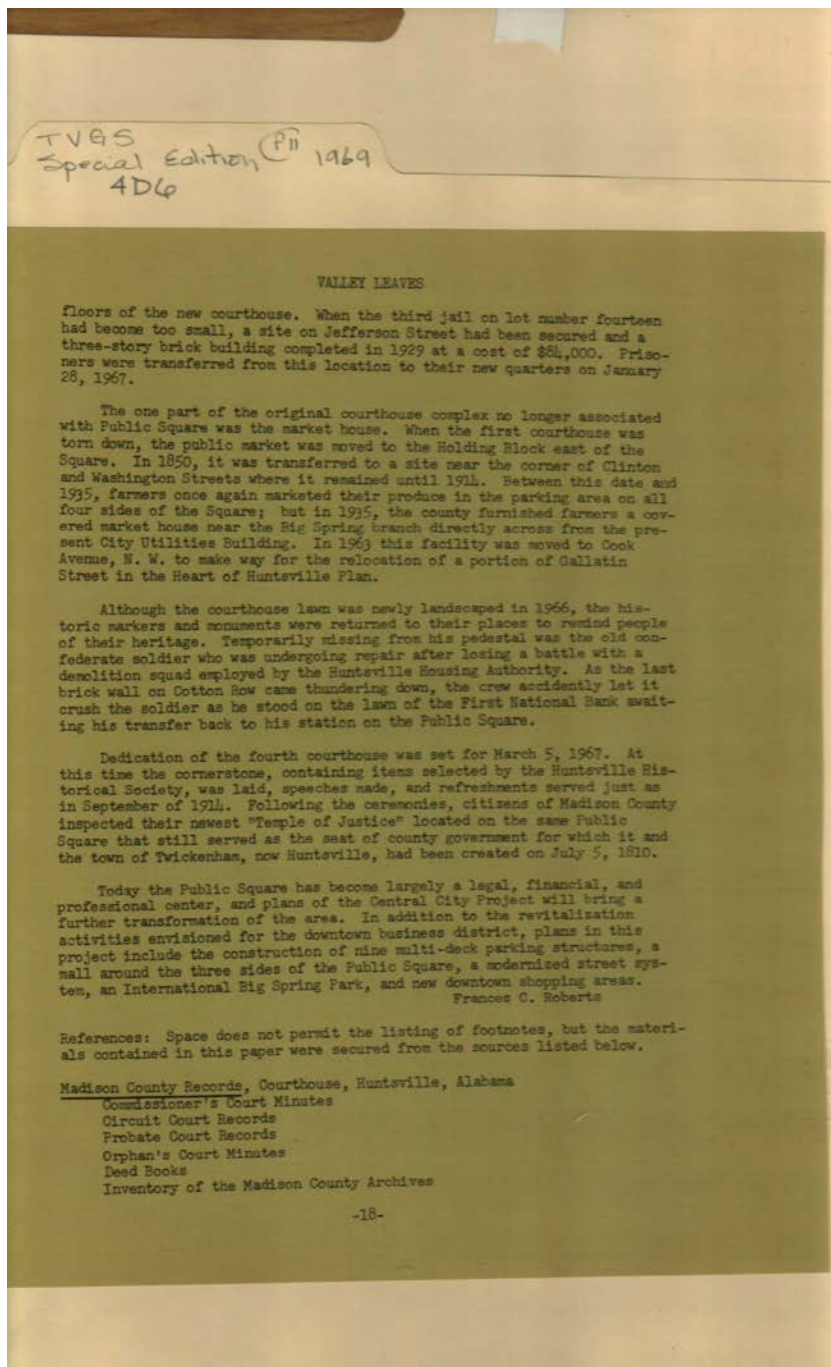 TVGS
Special Edition PII 1969
4D6
VALLEY LEAVES
floors of the new courthouse. When the third jail on lot number fourteen
had become too small, a site on Jefferson Street had been secured and a
three-story brick building completed in 1929 at a cost of $84,000. Priso-
ners were transferred from this location to their new quarters on January
28, 1967.
The one part of the original courthouse complex no longer associated
with Public Square was the market house. When the first courthouse was
torn down, the public market was moved to the Holding Block east of the
Square. In 1850, it was transferred to a site near the corner of Clinton
and Washington Streets where it remained until 1914. Between this date and
1935, farmers once again marketed their produce in the parking area on all
four sides of the Square; but in 1935, the county furnished farmers a cov-
ered market house near the Big Spring branch directly across from the pre-
sent City Utilities Building. In 1963 this facility was moved to Cook
Avenue, N. W. to make way for the relocation of a portion of Gallatin
Street in the Heart of Huntsville Plan.
Although the courthouse lawn was newly landscaped in 1966, the his-
toric markers and monuments were returned to their places to remind people
of their heritage. Temporarily missing from his pedestal was the old con-
federate soldier who was undergoing repair after losing a battle with a
demolition squad employed by the Huntsville Housing Authority. As the last
brick wall on Cotton Row came thundering down, the crew accidently let it
crush the soldier as he stood on the lawn of the First National Bank await-
ing his transfer back to his station on the Public Square.
Dedication of the fourth courthouse was set for March 5, 1967. At
this time the cornerstone, containing items selected by the Huntsville His-
torical Society, was laid, speeches made, and refreshments served just as
in September of 1914. Following the ceremonies, citizens of Madison County
inspected their newest "Temple of Justice" located on the same Public
Square that still served as the seat of county government for which it and
the town of Twickenham, now Huntsville, had been created on July 5, 1810.
Today the Public Square has become largely a legal, financial, and
professional center, and plans of the Central City Project will bring a
further transformation of the area. In addition to the revitalization
activities envisioned for the downtown business district, plans in this
project include the construction of nine multi-deck parking structures, a
mall around the three sides of the Public Square, a modernized street sys-
tem, an International Big Spring Park, and new downtown shopping areas.
Frances C. Roberts
References: Space does not permit the listing of footnotes, but the materi-
als contained in this paper were secured from the sources listed below.
Madison County Records, Courthouse, Huntsville, Alabama
Commissioner's Court Minutes
Circuit Court Records
Probate Court Records
Orphan's Court Minutes
Deed Books
Inventory of the Madison County Archives
-18-